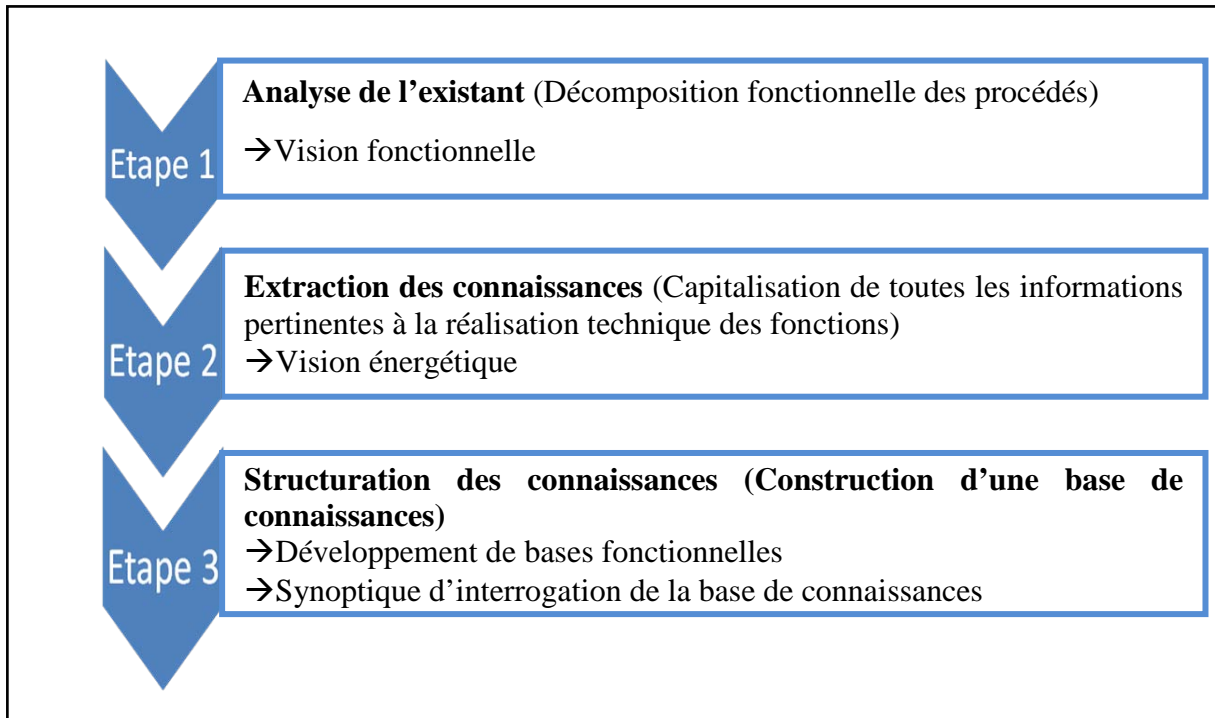 Etape 1
Analyse de l’existant (Décomposition fonctionnelle des procédés)
→Vision fonctionnelle
Etape 2
Extraction des connaissances (Capitalisation de toutes les informations
pertinentes à la réalisation technique des fonctions)
→Vision énergétique
Etape 3
Structuration des connaissances (Construction d’une base de
connaissances)
→Développement de bases fonctionnelles
→Synoptique d’interrogation de la base de connaissances